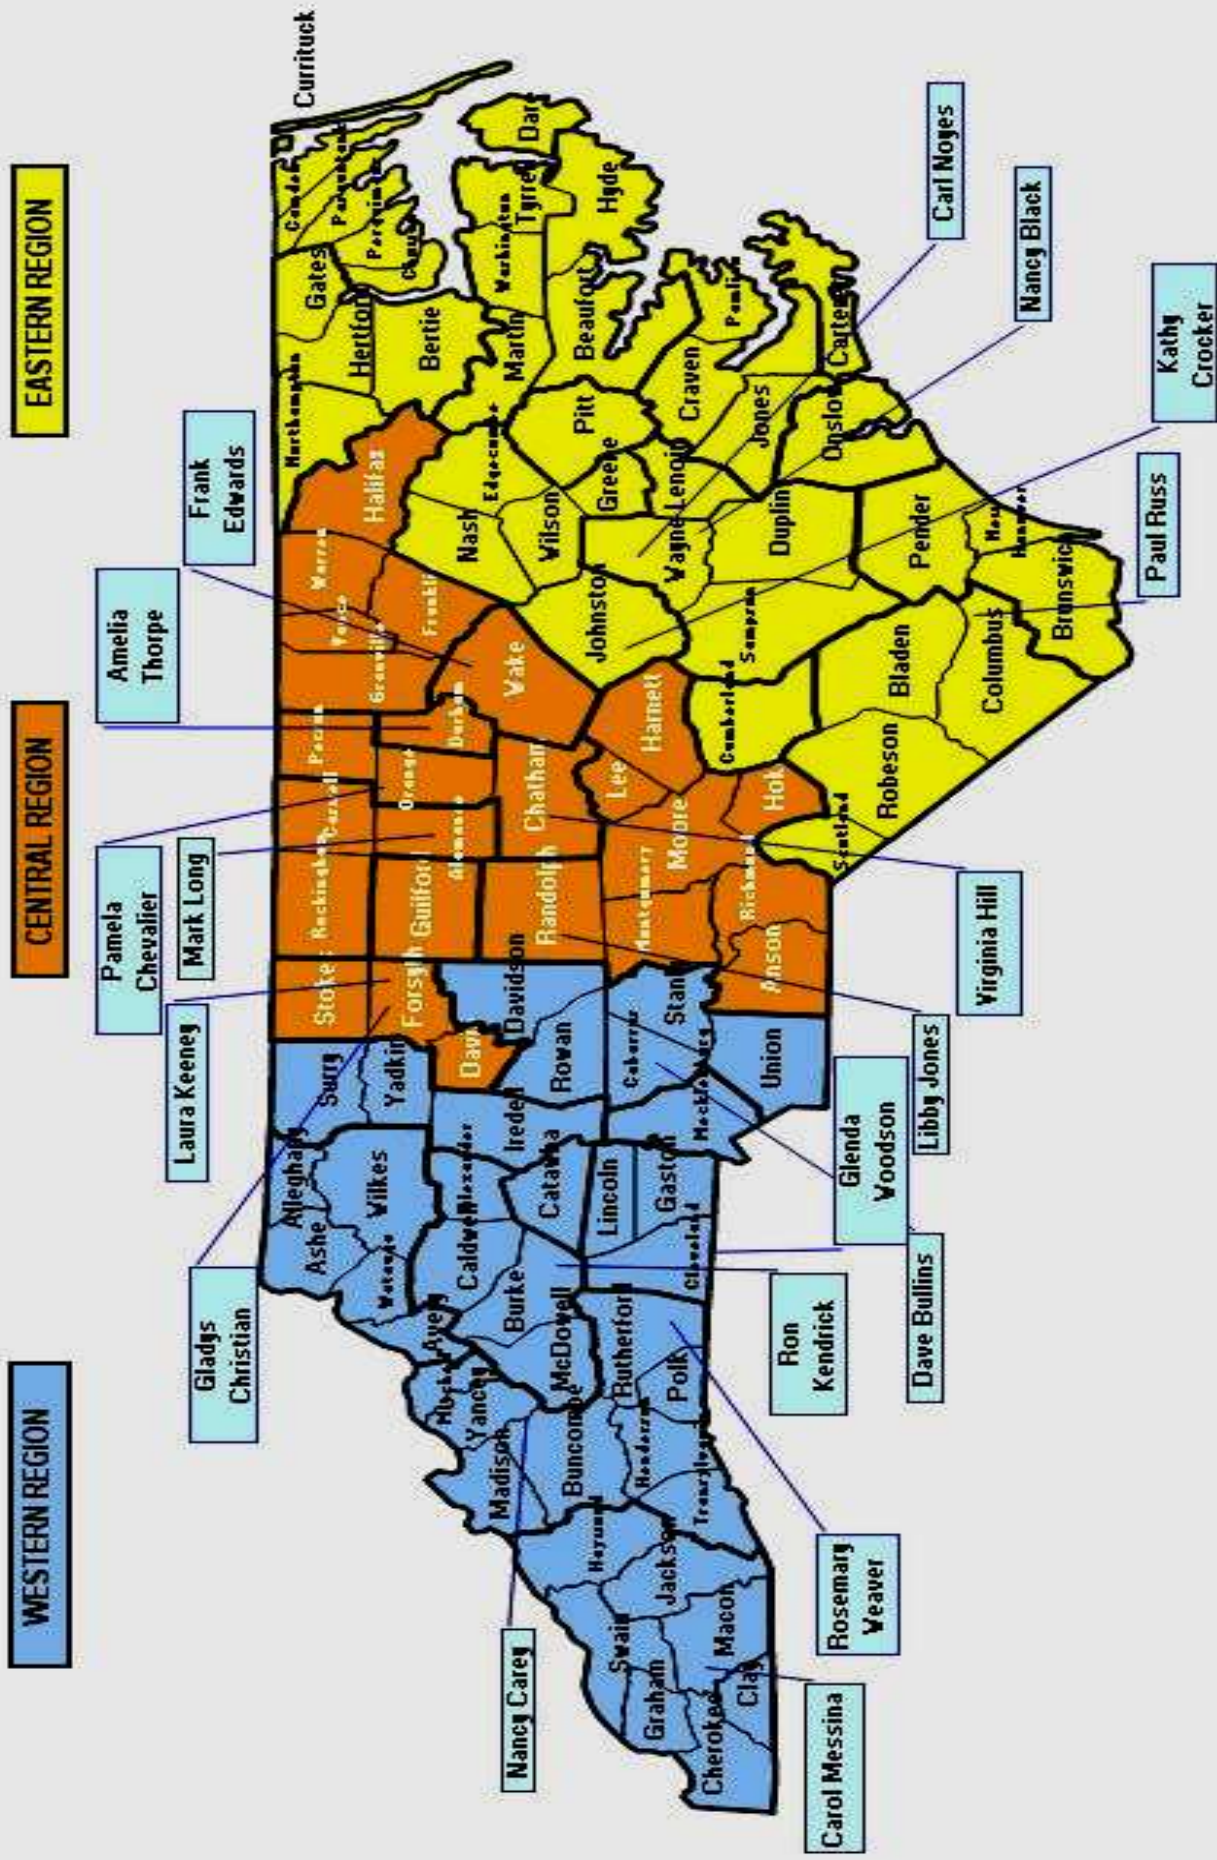 WESTERN REGION
CENTRAL REGION
EASTERN REGION
Gladys
Christian
Laura Keeney
Pamela
Chevalier
Mark Long
Amelia
Thorpe
Frank
Edwards
Currituck
Alleghany
Ashe
Surry
Stokes
Rockingham
Caswell
Person
Vance
Warren
Northampton
Gates
Camden
Pasquotank
Perquimans
Hertford
Halifax
Granville
Wilkes
Watauga
Yadkin
Forsyth
Guilford
Alamance
Orange
Durham
Franklin
Bertie
Avery
Caldwell
Alexander
Iredell
Davie
Davidson
Randolph
Chatham
Wake
Nash
Edgecombe
Martin
Washington
Tyrrell
Dare
Yancey
Madison
Burke
McDowell
Catawba
Rowan
Wilson
Pitt
Beaufort
Hyde
Buncombe
Haywood
Rutherford
Lincoln
Cabarrus
Stanly
Montgomery
Moore
Lee
Harnett
Johnston
Greene
Wayne
Lenoir
Craven
Pamlico
Swain
Graham
Jackson
Henderson
Polk
Cleveland
Gaston
Mecklenburg
Union
Anson
Richmond
Hoke
Cumberland
Sampson
Duplin
Jones
Onslow
Carteret
Cherokee
Clay
Macon
Transylvania
Scotland
Robeson
Bladen
Pender
New
Hanover
Columbus
Brunswick
Nancy Carey
Carol Messina
Rosemary
Weaver
Ron
Kendrick
Dave Bullins
Glenda
Woodson
Libby Jones
Virginia Hill
Paul Russ
Kathy
Crocker
Nancy Black
Carl Noyes